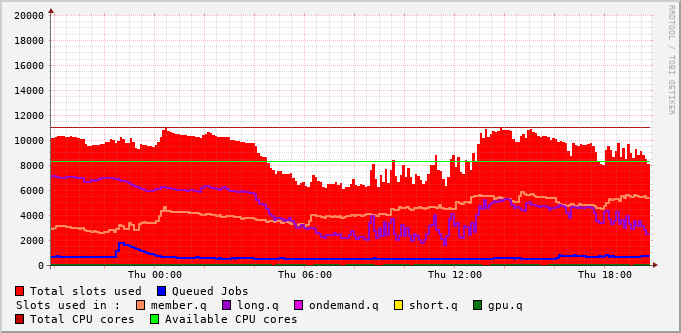 RRDTOOL / TOBI OETIKER
20000
18000
16000
14000
12000
10000
8000
6000
4000
2000
0
Thu 00:00 Thu 06:00 Thu 12:00 Thu 18:00
Total slots used Queued Jobs
Slots used in : member.q long.q ondemand.q short.q gpu.q
Total CPU cores Available CPU cores